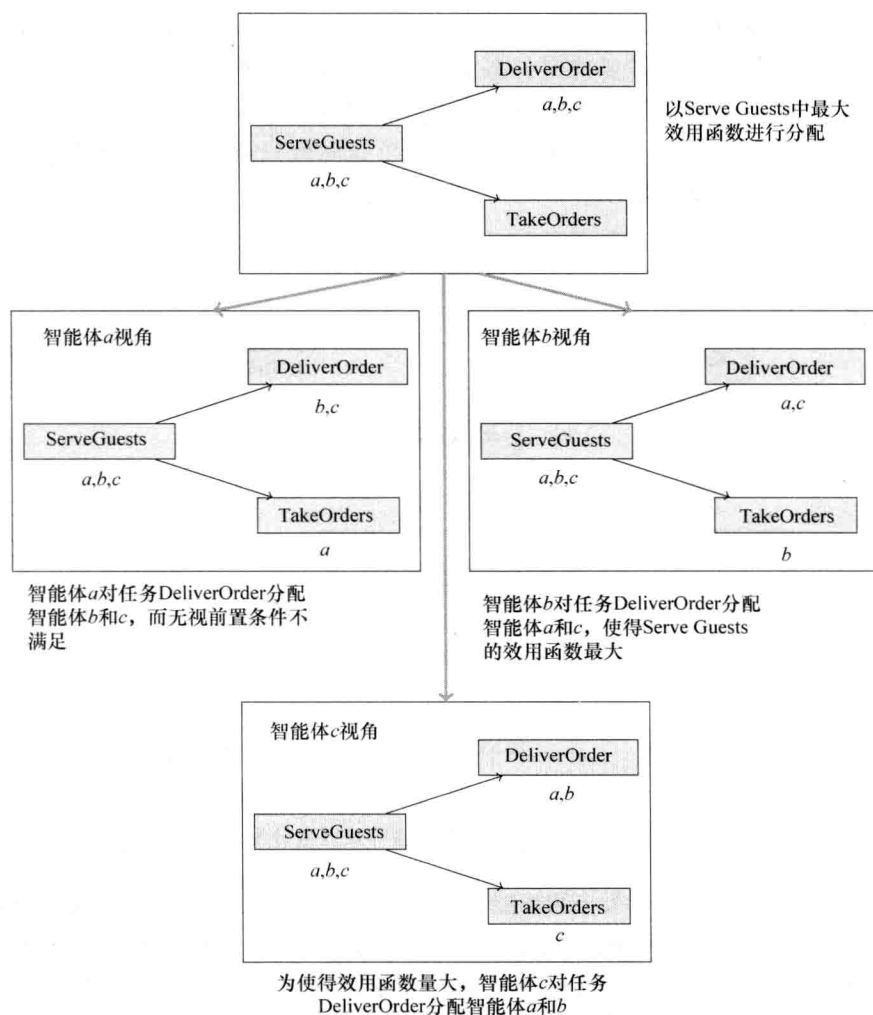 DeliverOrder
a,b,c
以Serve Guests中最大
效用函数进行分配
ServeGuests
a,b,c
TakeOrders
智能体a视角
DeliverOrder
b,c
ServeGuests
a,b,c
TakeOrders
a
智能体a对任务DeliverOrder分配
智能体b和c，而无视前置条件不
满足
智能体b视角
DeliverOrder
a,c
ServeGuests
a,b,c
TakeOrders
b
智能体b对任务DeliverOrder分配
智能体a和c，使得Serve Guests
的效用函数最大
智能体c视角
DeliverOrder
a,b
ServeGuests
a,b,c
TakeOrders
c
为使得效用函数量大，智能体c对任务
DeliverOrder分配智能体a和b